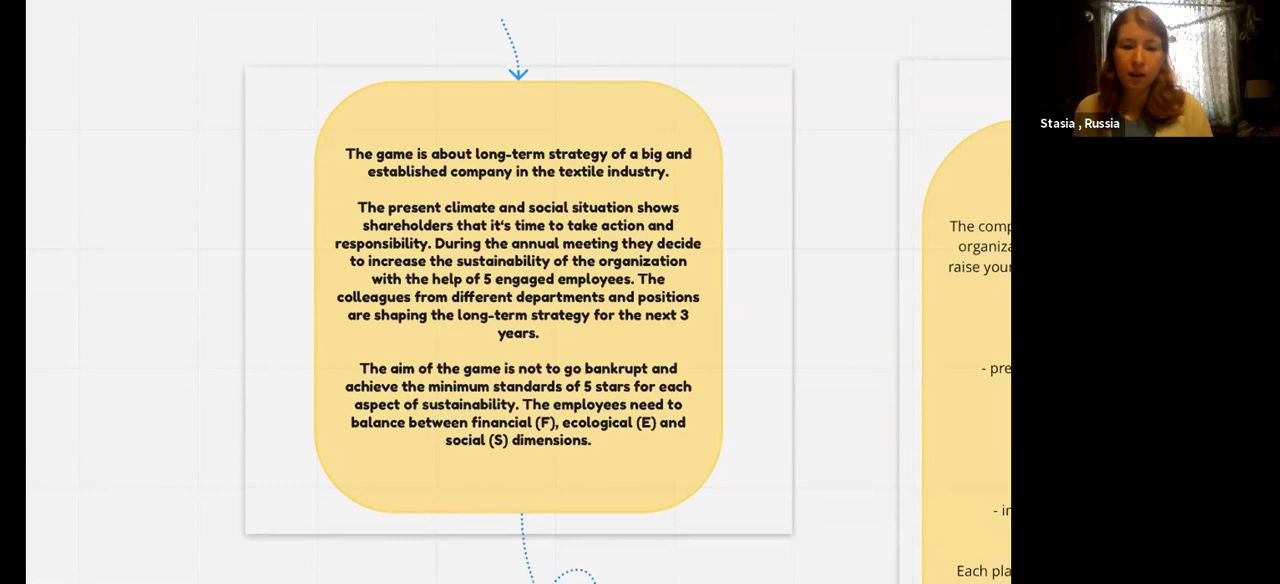 The game is about long-term strategy of a big and
established company in the textile industry.
The present climate and social situation shows
shareholders that it's time to take action and
responsibility. During the annual meeting they decide
to increase the sustainability of the organization
with the help of 5 engaged employees. The
colleagues from different departments and positions
are shaping the long-term strategy for the next 3
years.
The aim of the game is not to go bankrupt and
achieve the minimum standards of 5 stars for each
aspect of sustainability. The employees need to
balance between financial (F), ecological (E) and
social (S) dimensions.
The comp
organiza
raise your
- pre
- in
Each pla
Stasia , Russia